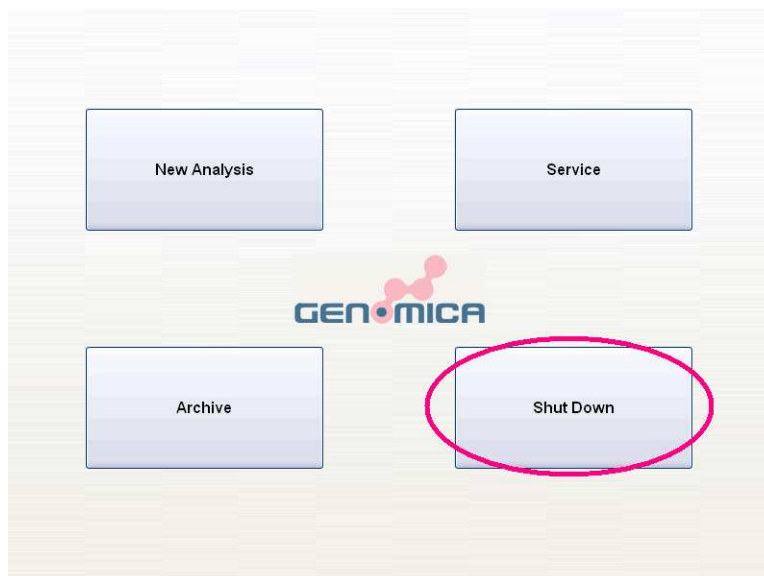 New Analysis
Service
GENOMICA
Archive
Shut Down